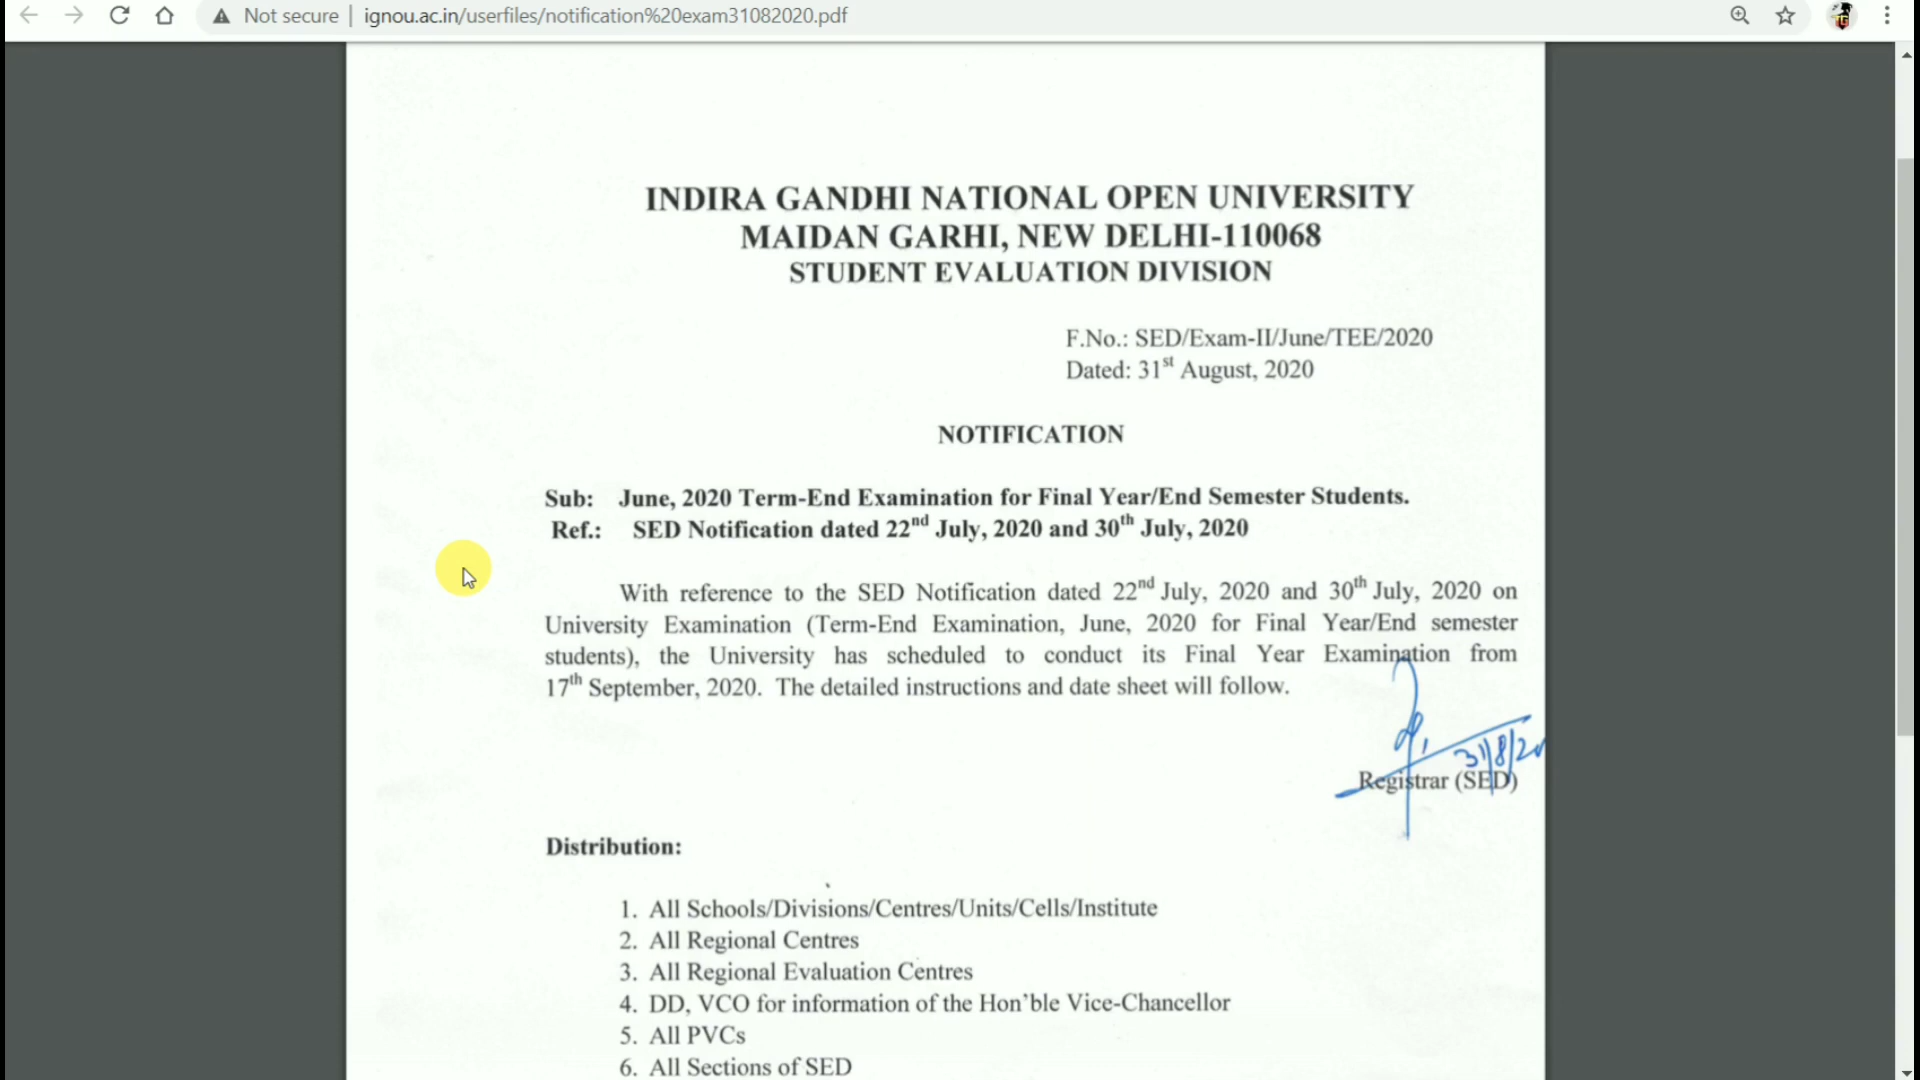 Not secure | ignou.ac.in/userfiles/notification%20exam31082020.pdf
INDIRA GANDHI NATIONAL OPEN UNIVERSITY
MAIDAN GARHI, NEW DELHI-110068
STUDENT EVALUATION DIVISION
F.No.: SED/Exam-II/June/TEE/2020
Dated: 31st August, 2020
NOTIFICATION
Sub: June, 2020 Term-End Examination for Final Year/End Semester Students.
Ref.: SED Notification dated 22nd July, 2020 and 30th July, 2020
With reference to the SED Notification dated 22nd July, 2020 and 30th July, 2020 on
University Examination (Term-End Examination, June, 2020 for Final Year/End semester
students), the University has scheduled to conduct its Final Year Examination from
17th September, 2020. The detailed instructions and date sheet will follow.
31/8/20
Registrar (SED)
Distribution:
1. All Schools/Divisions/Centres/Units/Cells/Institute
2. All Regional Centres
3. All Regional Evaluation Centres
4. DD, VCO for information of the Hon'ble Vice-Chancellor
5. All PVCs
6. All Sections of SED